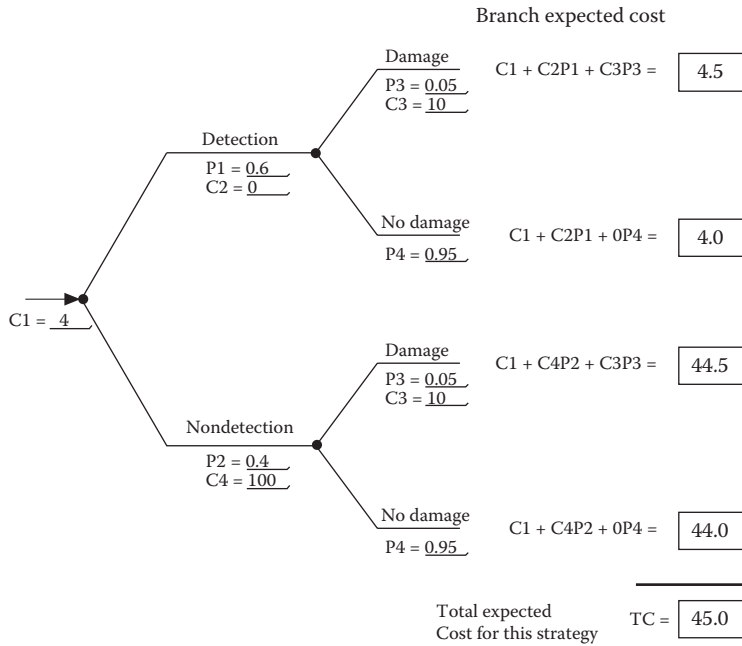 Branch expected cost
Damage
P3 = 0.05
C3 = 10
C1 + C2P1 + C3P3 = 4.5
Detection
P1 = 0.6
C2 = 0
No damage
P4 = 0.95
C1 + C2P1 + 0P4 = 4.0
C1 = 4
Damage
P3 = 0.05
C3 = 10
C1 + C4P2 + C3P3 = 44.5
Nondetection
P2 = 0.4
C4 = 100
No damage
P4 = 0.95
C1 + C4P2 + 0P4 = 44.0
Total expected
Cost for this strategy
TC = 45.0